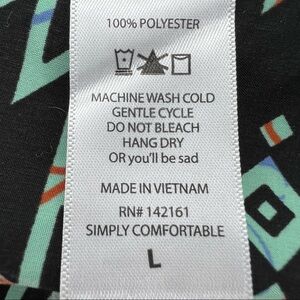 100% POLYESTER
MACHINE WASH COLD
GENTLE CYCLE
DO NOT BLEACH
HANG DRY
OR you'll be sad
MADE IN VIETNAM
RN# 142161
SIMPLY COMFORTABLE
L